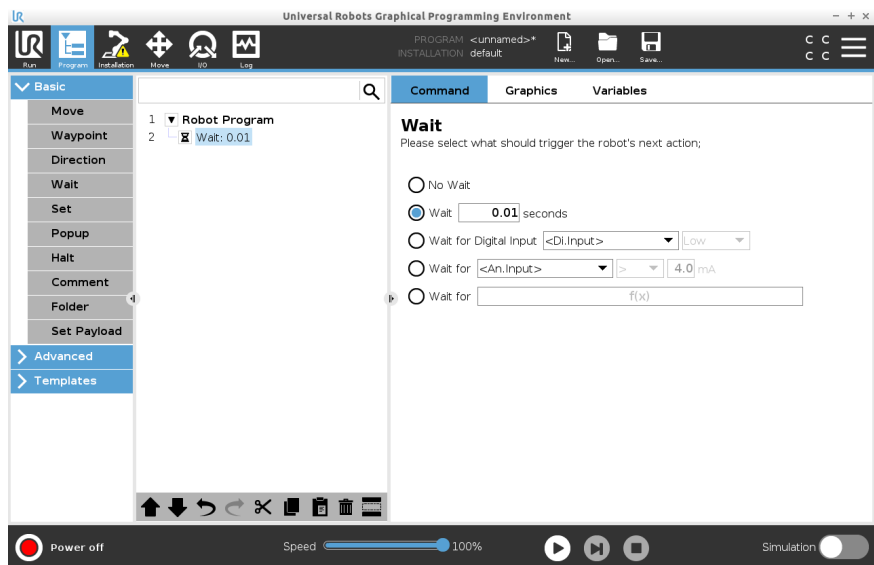 UR
Universal Robots Graphical Programming Environment
UR
Run
Program
Installation
Move
I/O
Log
PROGRAM <unnamed>*
INSTALLATION default
New...
Open...
Save...
C C
C C
Basic
Move
Waypoint
Direction
Wait
Set
Popup
Halt
Comment
Folder
Set Payload
Advanced
Templates
1 Robot Program
2 Wait: 0.01
Command Graphics Variables
Wait
Please select what should trigger the robot's next action;
No Wait
Wait 0.01 seconds
Wait for Digital Input <Di.Input> Low
Wait for <An.Input> > 4.0 mA
Wait for f(x)
Power off
Speed 100%
Simulation